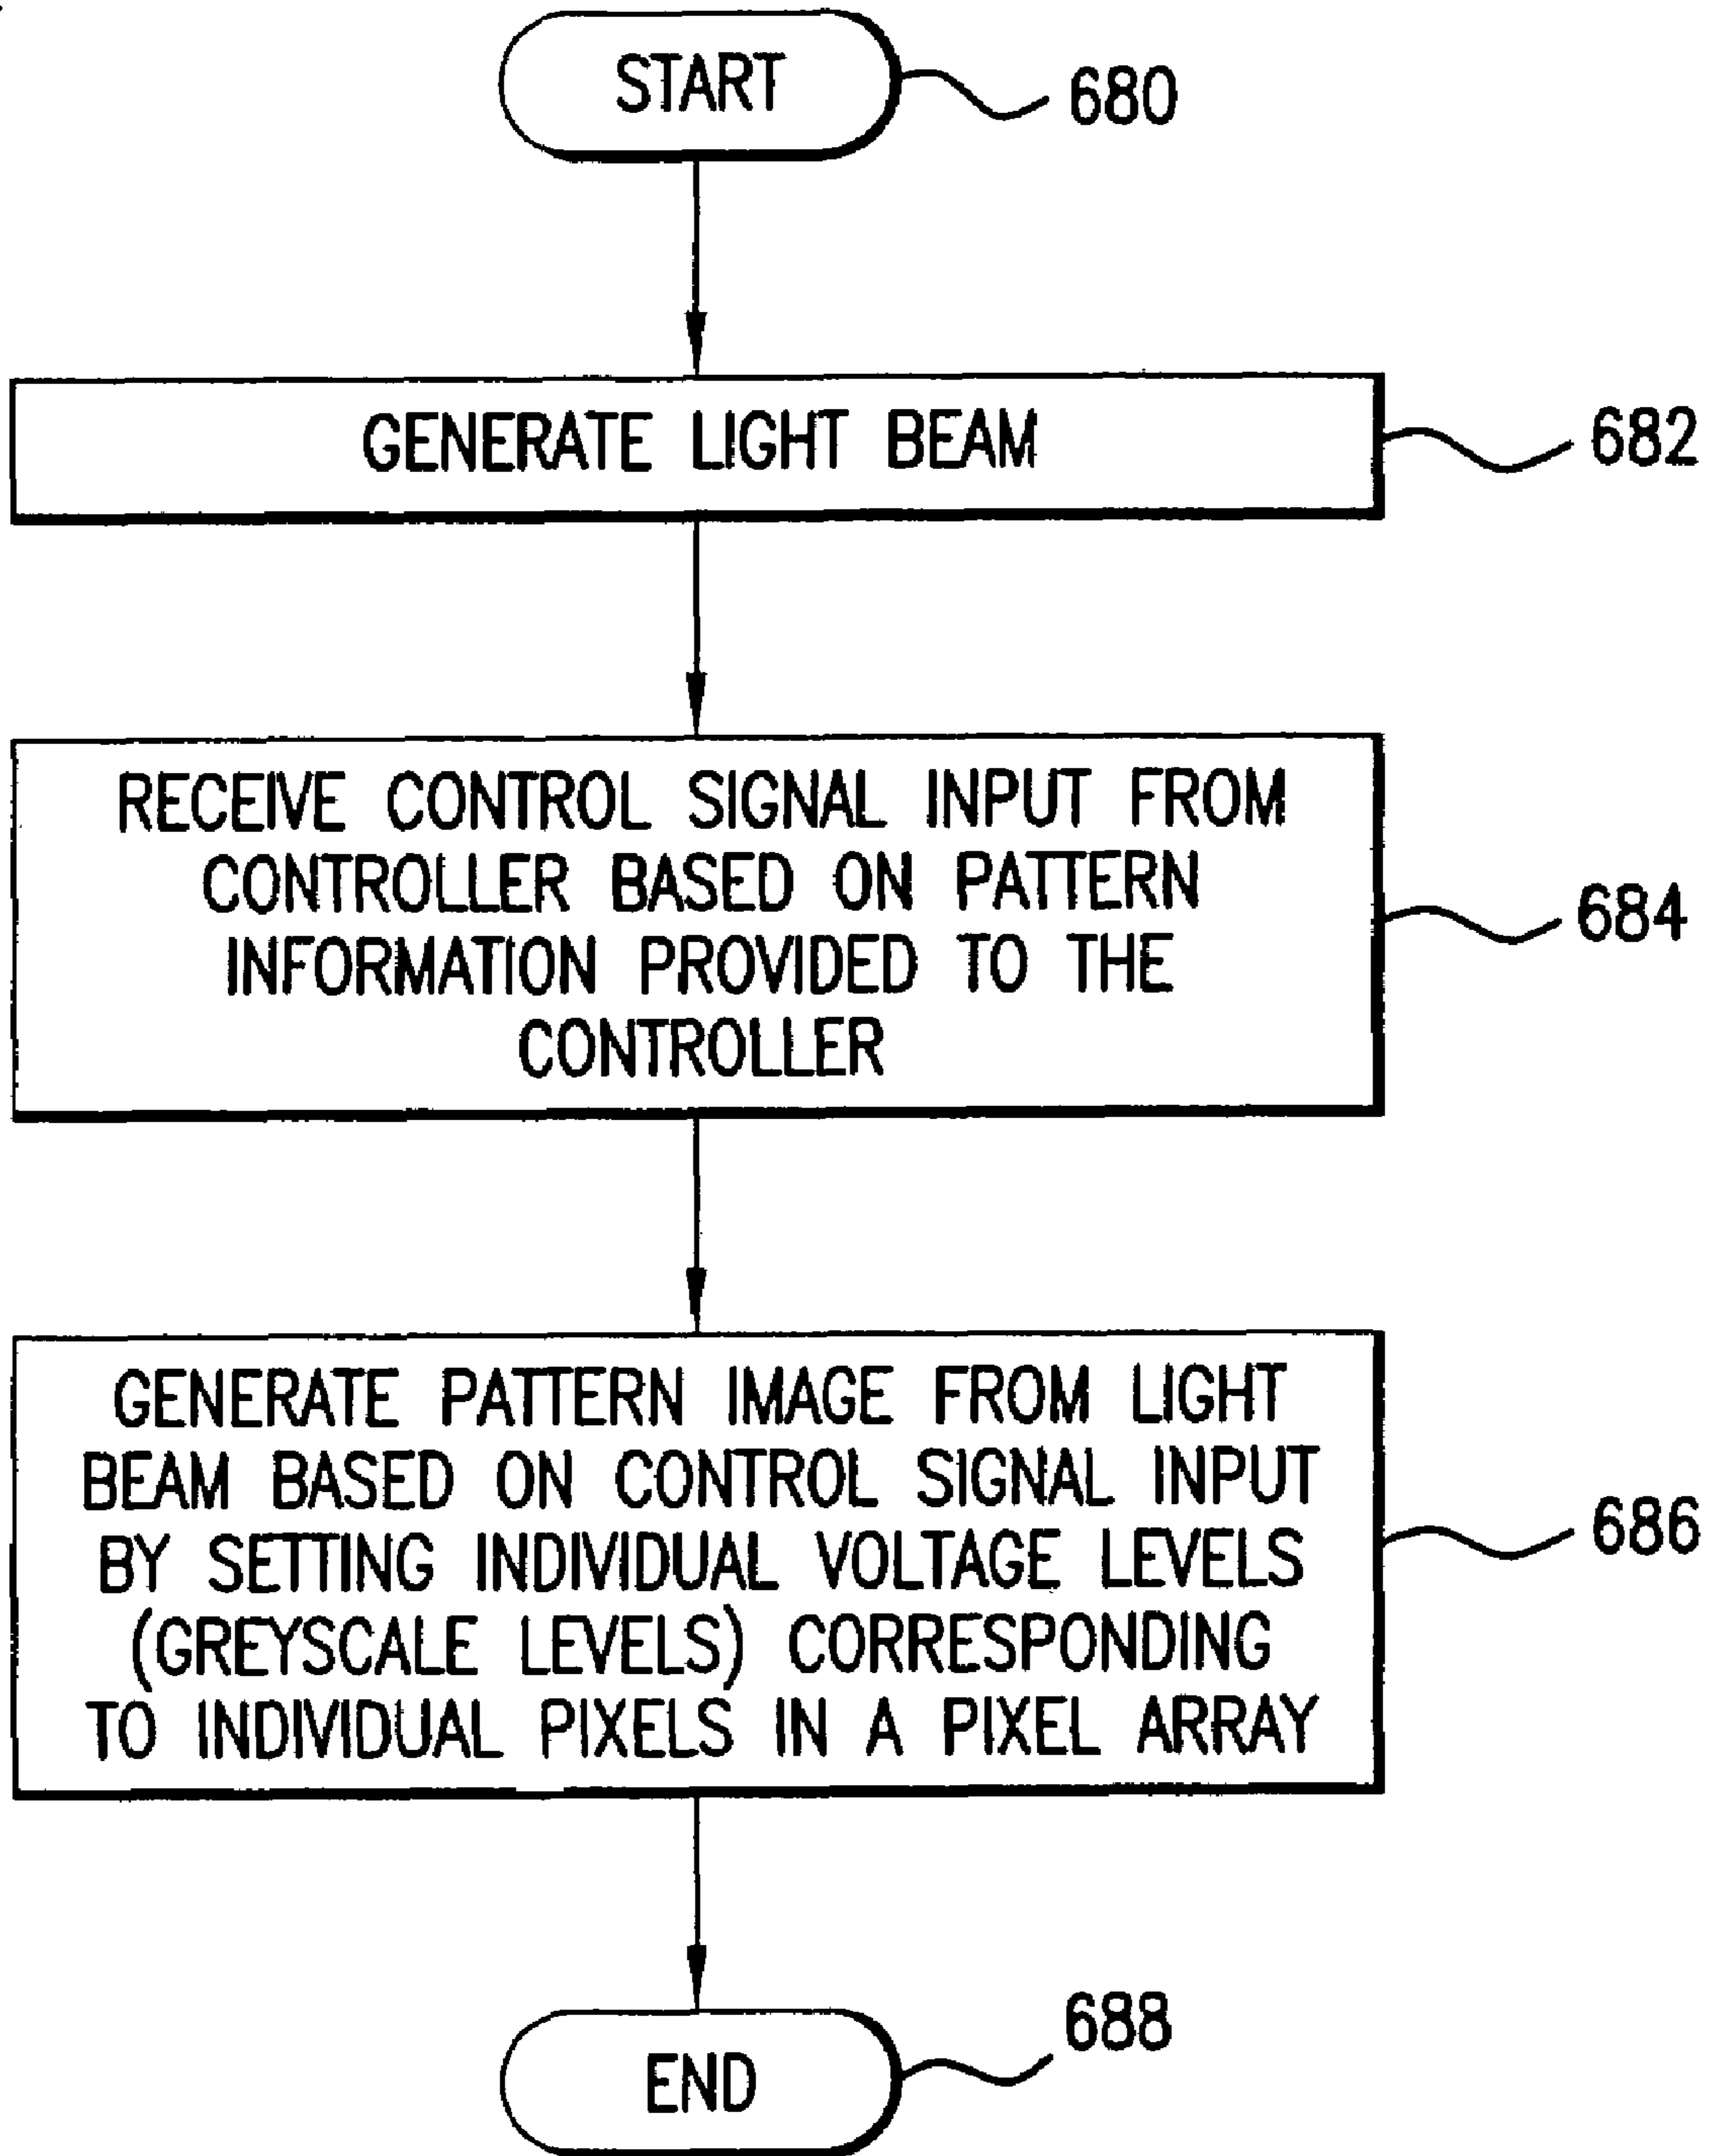 START
680
GENERATE LIGHT BEAM
682
RECEIVE CONTROL SIGNAL INPUT FROM
CONTROLLER BASED ON PATTERN
INFORMATION PROVIDED TO THE
CONTROLLER
684
GENERATE PATTERN IMAGE FROM LIGHT
BEAM BASED ON CONTROL SIGNAL INPUT
BY SETTING INDIVIDUAL VOLTAGE LEVELS
(GREYSCALE LEVELS) CORRESPONDING
TO INDIVIDUAL PIXELS IN A PIXEL ARRAY
686
END
688